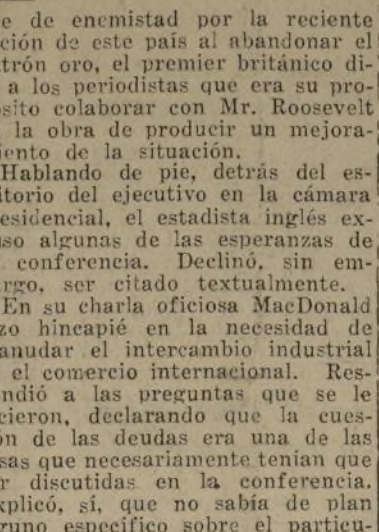 e de enemistad por la reciente
ción de este país al abandonar el
trón oro, el premier británico di-
a los periodistas que era su pro-
sito colaborar con Mr. Roosevelt
la obra de producir un mejora-
iento de la situación.
Hablando de pie, detrás del es-
itorio del ejecutivo en la cámara
esidencial, el estadista inglés ex-
uso algunas de las esperanzas de
conferencia. Declinó, sin em-
rgo, ser citado textualmente.
En su charla oficiosa MacDonald
zo hincapié en la necesidad de
anudar el intercambio industrial
el comercio internacional. Res-
ndió a las preguntas que se le
cieron, declarando que la cues-
ón de las deudas era una de las
sas que necesariamente tenían que
r discutidas en la conferencia.
xplicó, sí, que no sabía de plan
guno específico sobre el particu-